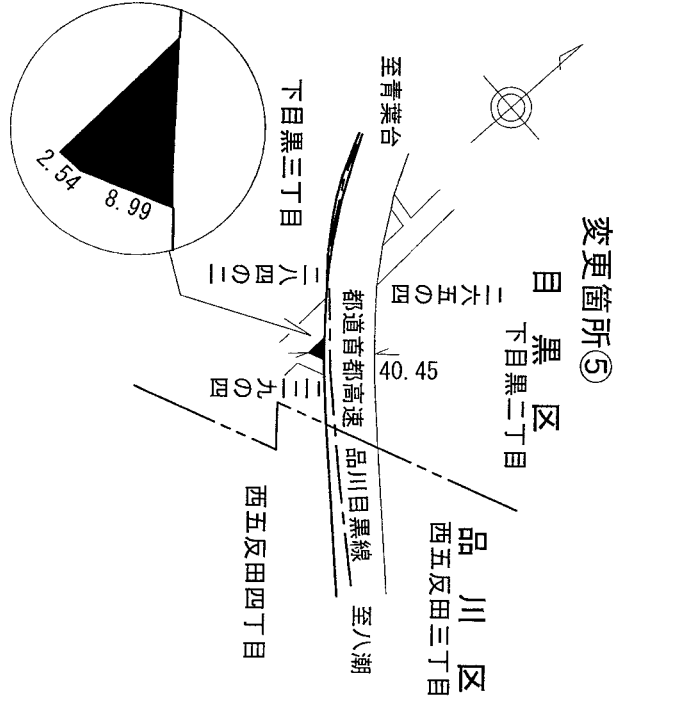 変更箇所⑤
目黒区
下目黒二丁目
品川区
西五反田三丁目
二六五の四
40.45
至青葉台
都道首都高速品川目黒線
至八潮
下目黒三丁目
二八四の二
三一九の四
西五反田四丁目
2.54
8.99